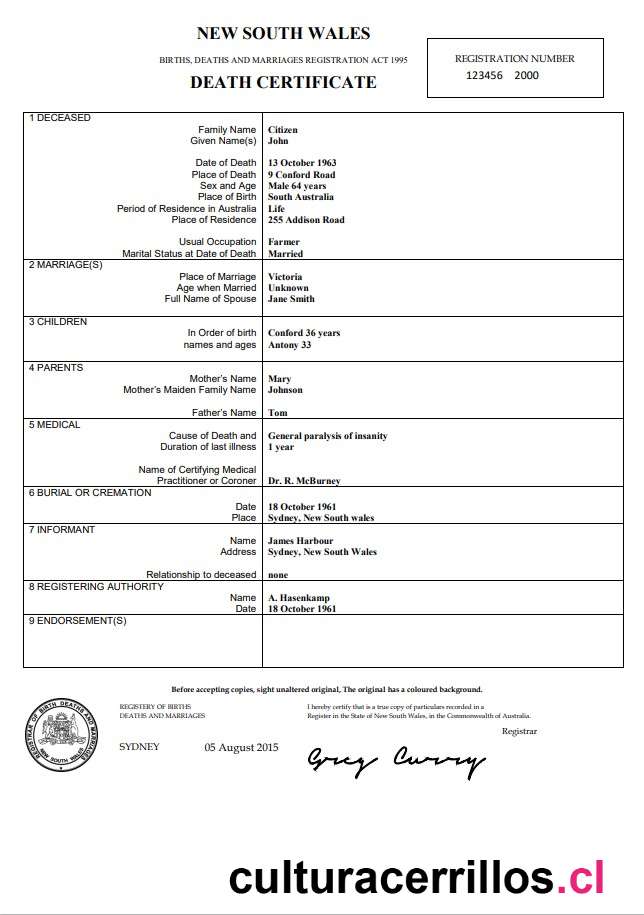 NEW SOUTH WALES
BIRTHS, DEATHS AND MARRIAGES REGISTRATION ACT 1995
DEATH CERTIFICATE
REGISTRATION NUMBER
123456 2000
1 DECEASED
Family Name Citizen
Given Name(s) John
Date of Death 13 October 1963
Place of Death 9 Conford Road
Sex and Age Male 64 years
Place of Birth South Australia
Period of Residence in Australia Life
Place of Residence 255 Addison Road
Usual Occupation Farmer
Marital Status at Date of Death Married
2 MARRIAGE(S)
Place of Marriage Victoria
Age when Married Unknown
Full Name of Spouse Jane Smith
3 CHILDREN
In Order of birth Conford 36 years
names and ages Antony 33
4 PARENTS
Mother's Name Mary
Mother's Maiden Family Name Johnson
Father's Name Tom
5 MEDICAL
Cause of Death and General paralysis of insanity
Duration of last illness 1 year
Name of Certifying Medical
Practitioner or Coroner Dr. R. McBurney
6 BURIAL OR CREMATION
Date 18 October 1961
Place Sydney, New South wales
7 INFORMANT
Name James Harbour
Address Sydney, New South Wales
Relationship to deceased none
8 REGISTERING AUTHORITY
Name A. Hasenkamp
Date 18 October 1961
9 ENDORSEMENT(S)
Before accepting copies, sight unaltered original, The original has a coloured background.
REGISTRAR OF BIRTH DEATHS AND MARRIAGES
NEW SOUTH WALES
REGISTERY OF BIRTHS
DEATHS AND MARRIAGES
I hereby certify that is a true copy of particulars recorded in a
Register in the State of New South Wales, in the Commonwealth of Australia.
Registrar
SYDNEY 05 August 2015
Greg Curry
culturacerrillos.cl